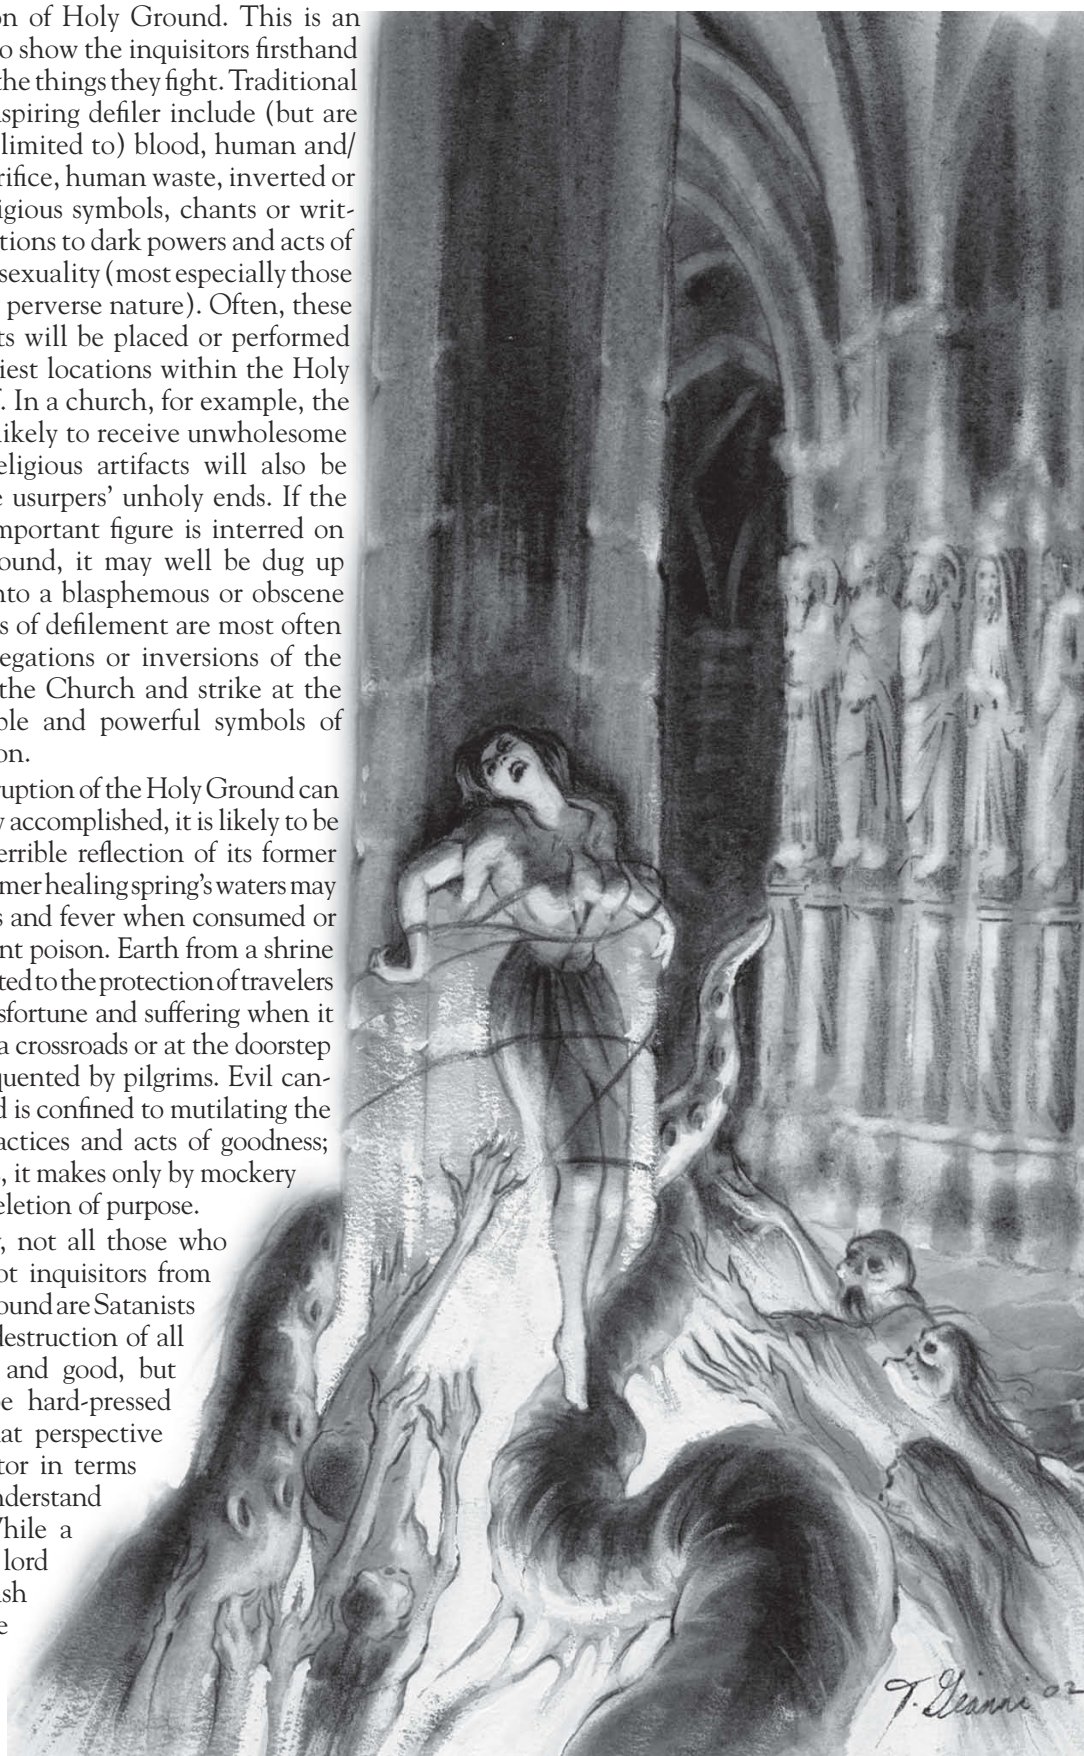 on of Holy Ground. This is an
o show the inquisitors firsthand
the things they fight. Traditional
spiring defiler include (but are
limited to) blood, human and/
rifice, human waste, inverted or
igious symbols, chants or writ-
tions to dark powers and acts of
sexuality (most especially those
perverse nature). Often, these
ts will be placed or performed
iest locations within the Holy
. In a church, for example, the
likely to receive unwholesome
eligious artifacts will also be
e usurpers’ unholy ends. If the
mportant figure is interred on
ound, it may well be dug up
nto a blasphemous or obscene
s of defilement are most often
egations or inversions of the
the Church and strike at the
ble and powerful symbols of
on.
ruption of the Holy Ground can
y accomplished, it is likely to be
errible reflection of its former
mer healing spring’s waters may
s and fever when consumed or
nt poison. Earth from a shrine
ted to the protection of travelers
sfortune and suffering when it
a crossroads or at the doorstep
quented by pilgrims. Evil can-
d is confined to mutilating the
actices and acts of goodness;
, it makes only by mockery
eletion of purpose.
, not all those who
ot inquisitors from
ound are Satanists
destruction of all
and good, but
e hard-pressed
at perspective
tor in terms
nderstand
While a
lord
ish
e
T. Gianni 02